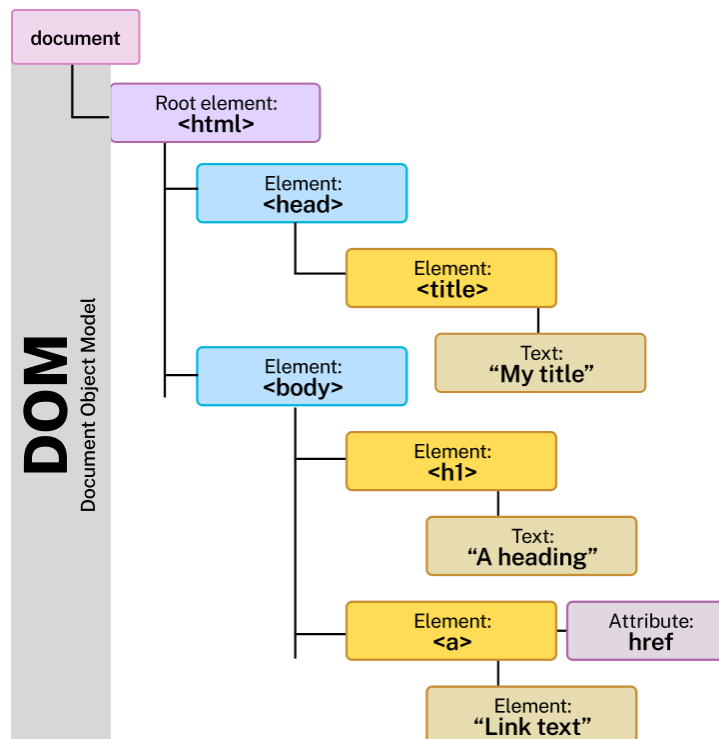 document
Root element:
<html>
Element:
<head>
Element:
<title>
Text:
“My title”
Element:
<body>
Element:
<h1>
Text:
“A heading”
Element:
<a>
Attribute:
href
Element:
“Link text”
DOM
Document Object Model